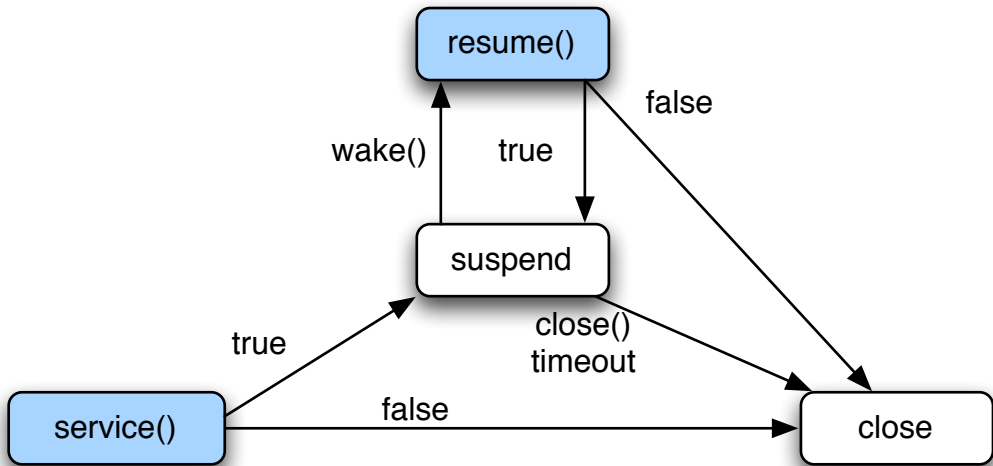 resume()
false
wake()
true
suspend
close()
timeout
true
false
service()
close